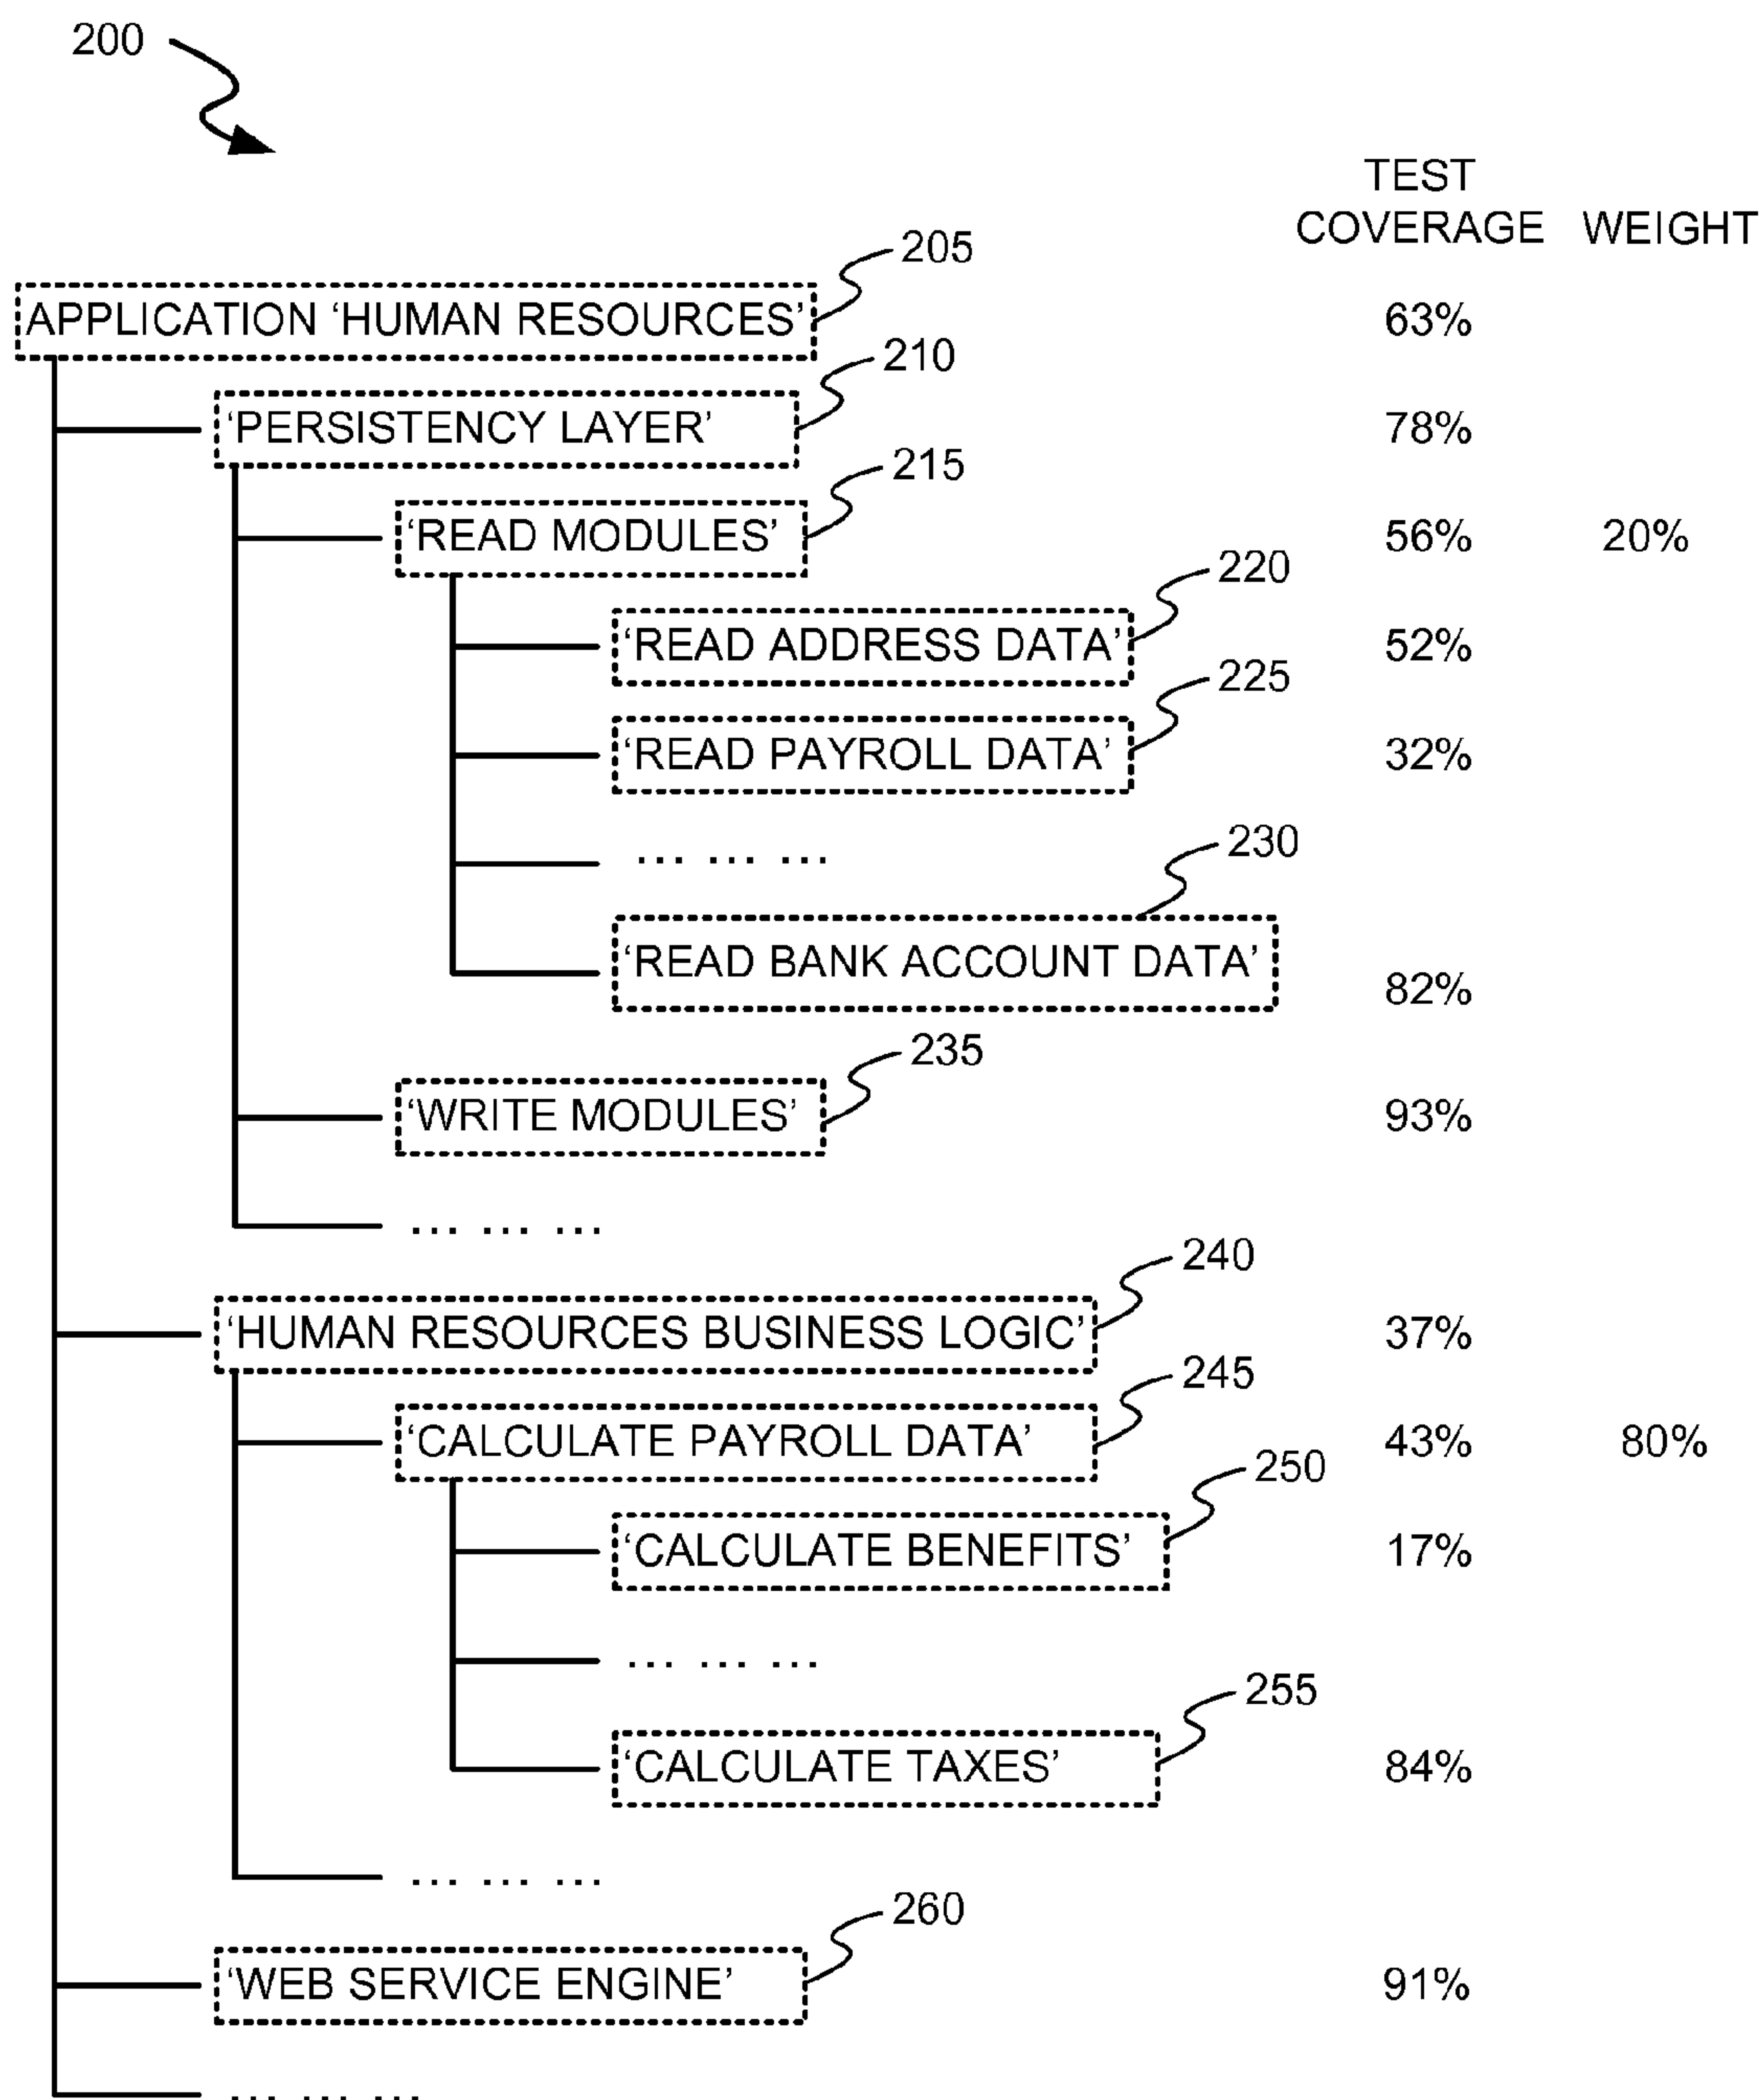 200
TEST
COVERAGE WEIGHT
205
APPLICATION ‘HUMAN RESOURCES’ 63%
210
‘PERSISTENCY LAYER’ 78%
215
‘READ MODULES’ 56% 20%
220
‘READ ADDRESS DATA’ 52%
225
‘READ PAYROLL DATA’ 32%
... ... ...
230
‘READ BANK ACCOUNT DATA’ 82%
235
‘WRITE MODULES’ 93%
... ... ...
240
‘HUMAN RESOURCES BUSINESS LOGIC’ 37%
245
‘CALCULATE PAYROLL DATA’ 43% 80%
250
‘CALCULATE BENEFITS’ 17%
... ... ...
255
‘CALCULATE TAXES’ 84%
... ... ...
260
‘WEB SERVICE ENGINE’ 91%
... ... ...